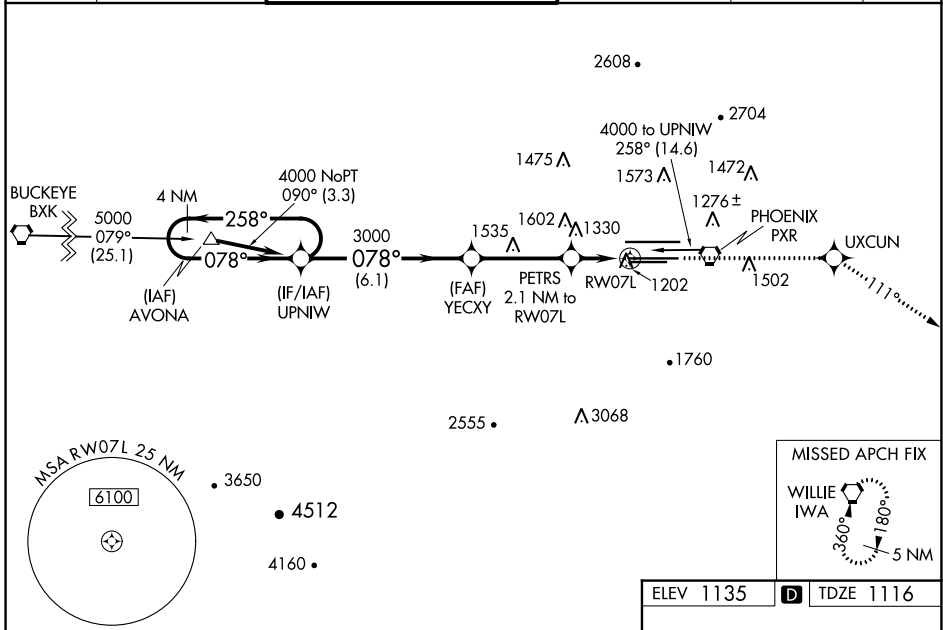 2608
2704
4000 to UPNIW
258° (14.6)
1475
1573
1472
1276 ±
BUCKEYE
BXK
4 NM
4000 NoPT
090° (3.3)
5000
079°
(25.1)
258°
078°
3000
078°
(6.1)
1535
1602
1330
PHOENIX
PXR
UXCUN
(IAF)
AVONA
(IF/IAF)
UPNIW
(FAF)
YECXY
PETRS
2.1 NM to
RW07L
RW07L
1202
1502
111°
1760
2555
3068
MSA RW07L 25 NM
6100
3650
4512
4160
MISSED APCH FIX
WILLIE
IWA
360°
180°
5 NM
ELEV 1135 D TDZE 1116